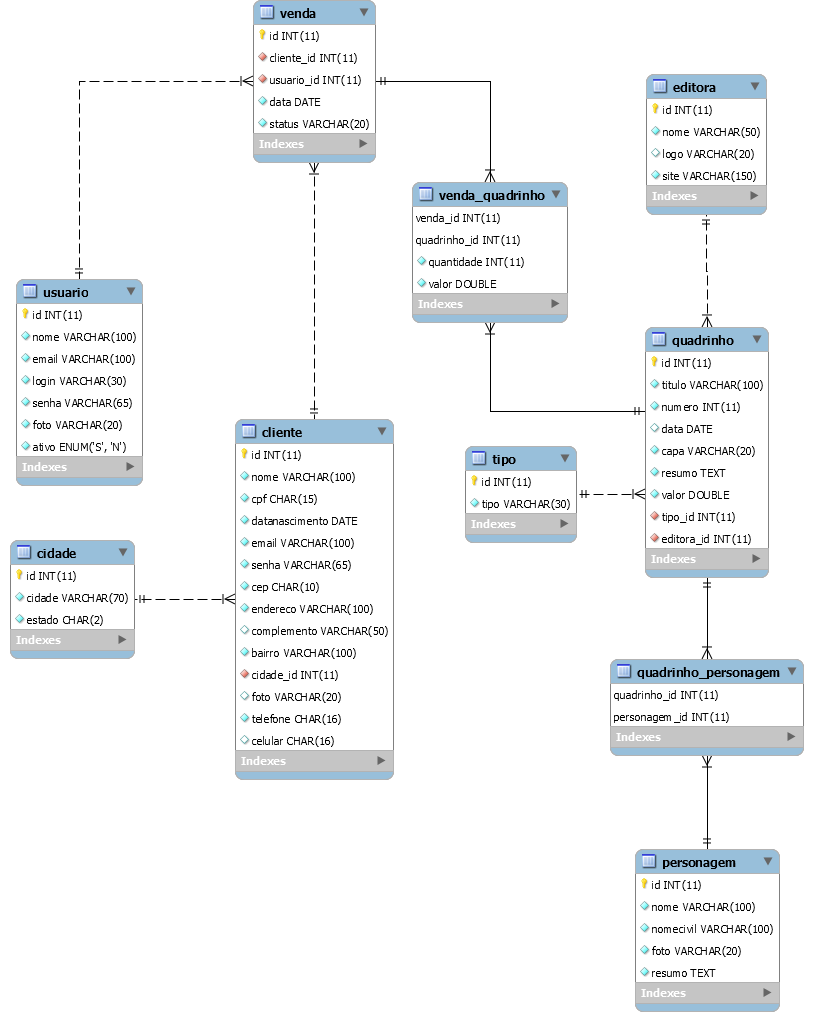 venda
id INT(11)
cliente_id INT(11)
usuario_id INT(11)
data DATE
status VARCHAR(20)
Indexes
editora
id INT(11)
nome VARCHAR(50)
logo VARCHAR(20)
site VARCHAR(150)
Indexes
venda_quadrinho
venda_id INT(11)
quadrinho_id INT(11)
quantidade INT(11)
valor DOUBLE
Indexes
usuario
id INT(11)
nome VARCHAR(100)
email VARCHAR(100)
login VARCHAR(30)
senha VARCHAR(65)
foto VARCHAR(20)
ativo ENUM('S', 'N')
Indexes
quadrinho
id INT(11)
titulo VARCHAR(100)
numero INT(11)
data DATE
capa VARCHAR(20)
resumo TEXT
valor DOUBLE
tipo_id INT(11)
editora_id INT(11)
Indexes
cliente
id INT(11)
nome VARCHAR(100)
cpf CHAR(15)
datanascimento DATE
email VARCHAR(100)
senha VARCHAR(65)
cep CHAR(10)
endereco VARCHAR(100)
complemento VARCHAR(50)
bairro VARCHAR(100)
cidade_id INT(11)
foto VARCHAR(20)
telefone CHAR(16)
celular CHAR(16)
Indexes
tipo
id INT(11)
tipo VARCHAR(30)
Indexes
cidade
id INT(11)
cidade VARCHAR(70)
estado CHAR(2)
Indexes
quadrinho_personagem
quadrinho_id INT(11)
personagem_id INT(11)
Indexes
personagem
id INT(11)
nome VARCHAR(100)
nomecivil VARCHAR(100)
foto VARCHAR(20)
resumo TEXT
Indexes